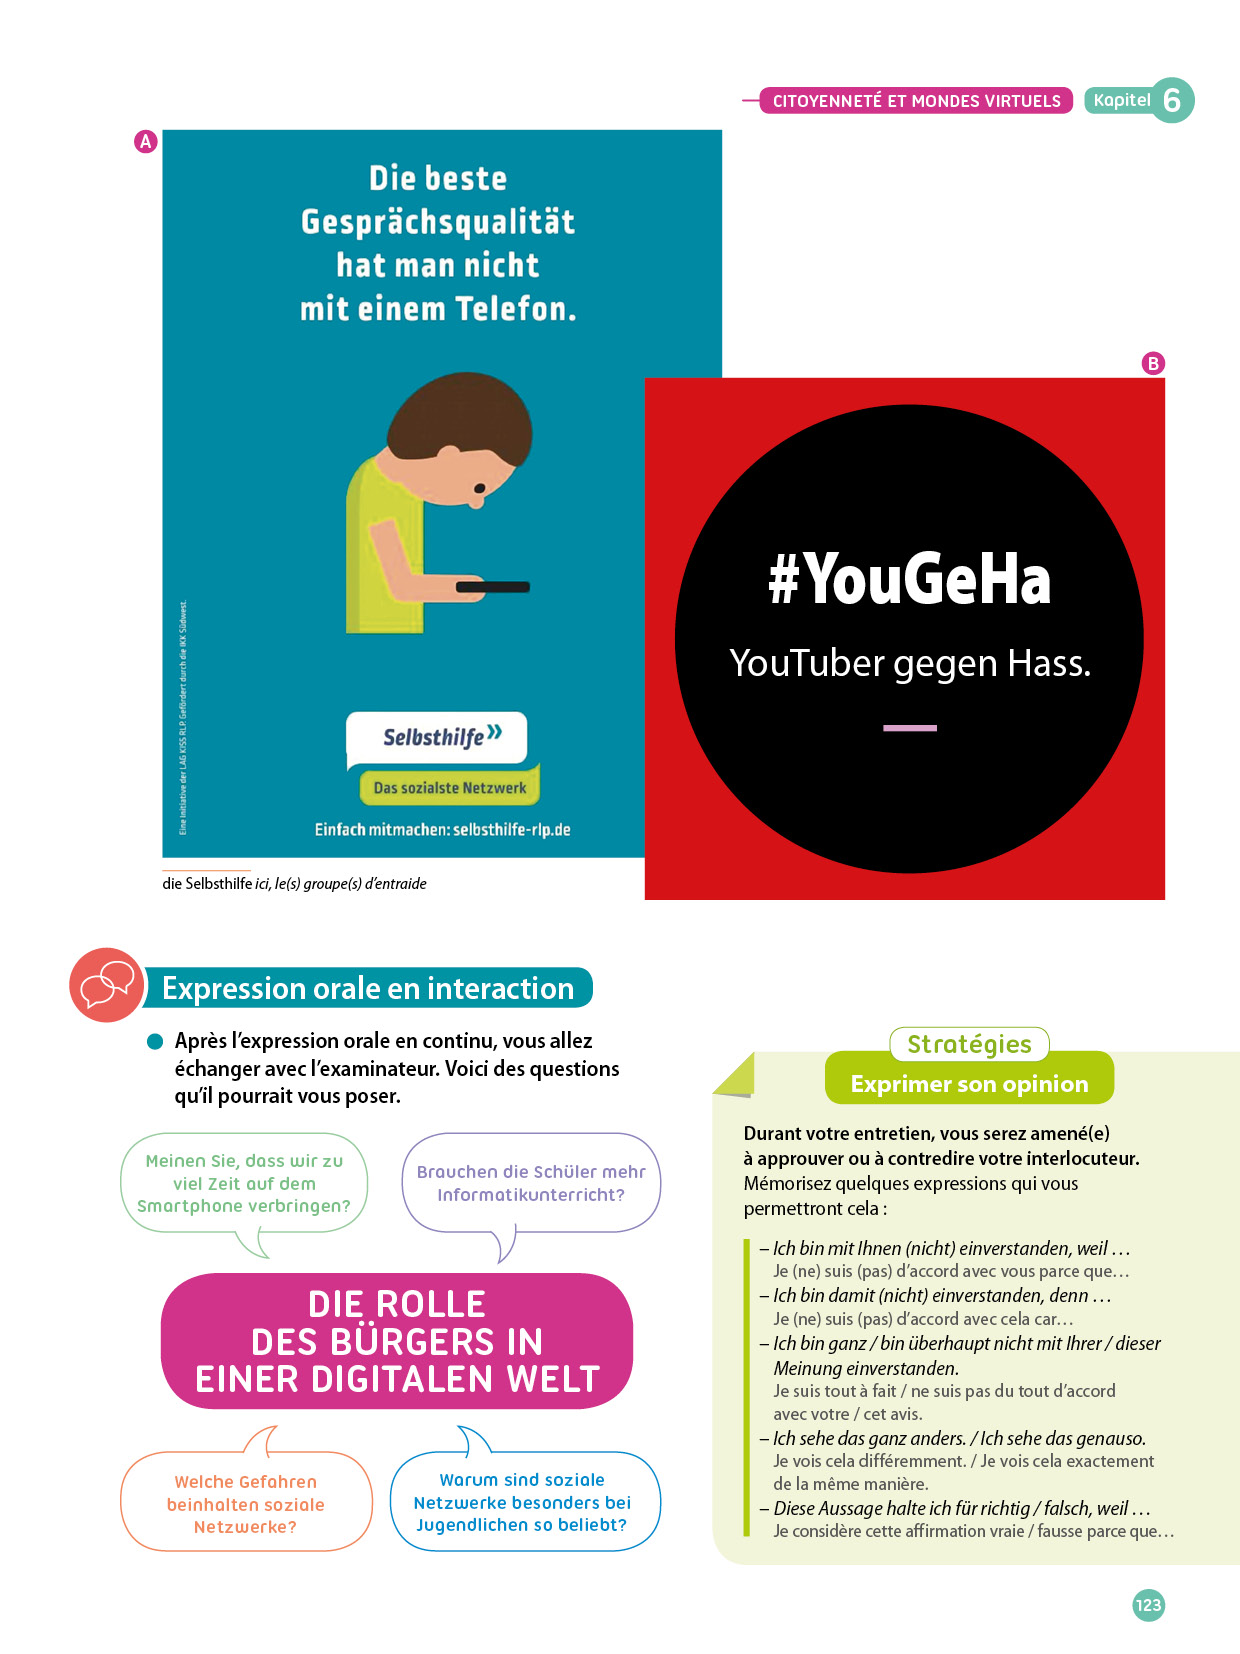 CITOYENNETÉ ET MONDES VIRTUELS
Kapitel 6
A
Die beste
Gesprächsqualität
hat man nicht
mit einem Telefon.
Eine Initiative der LAG KISS RLP. Gefördert durch die IKK Südwest.
Selbsthilfe»
Das sozialste Netzwerk
Einfach mitmachen: selbsthilfe-rlp.de
B
#YouGeHa
YouTuber gegen Hass.
die Selbsthilfe ici, le(s) groupe(s) d'entraide
Expression orale en interaction
Après l'expression orale en continu, vous allez
échanger avec l'examinateur. Voici des questions
qu'il pourrait vous poser.
Meinen Sie, dass wir zu
viel Zeit auf dem
Smartphone verbringen?
Brauchen die Schüler mehr
Informatikunterricht?
DIE ROLLE
DES BÜRGERS IN
EINER DIGITALEN WELT
Welche Gefahren
beinhalten soziale
Netzwerke?
Warum sind soziale
Netzwerke besonders bei
Jugendlichen so beliebt?
Stratégies
Exprimer son opinion
Durant votre entretien, vous serez amené(e)
à approuver ou à contredire votre interlocuteur.
Mémorisez quelques expressions qui vous
permettront cela :
– Ich bin mit Ihnen (nicht) einverstanden, weil …
Je (ne) suis (pas) d'accord avec vous parce que…
– Ich bin damit (nicht) einverstanden, denn …
Je (ne) suis (pas) d'accord avec cela car…
– Ich bin ganz / bin überhaupt nicht mit Ihrer / dieser
Meinung einverstanden.
Je suis tout à fait / ne suis pas du tout d'accord
avec votre / cet avis.
– Ich sehe das ganz anders. / Ich sehe das genauso.
Je vois cela différemment. / Je vois cela exactement
de la même manière.
– Diese Aussage halte ich für richtig / falsch, weil …
Je considère cette affirmation vraie / fausse parce que…
123